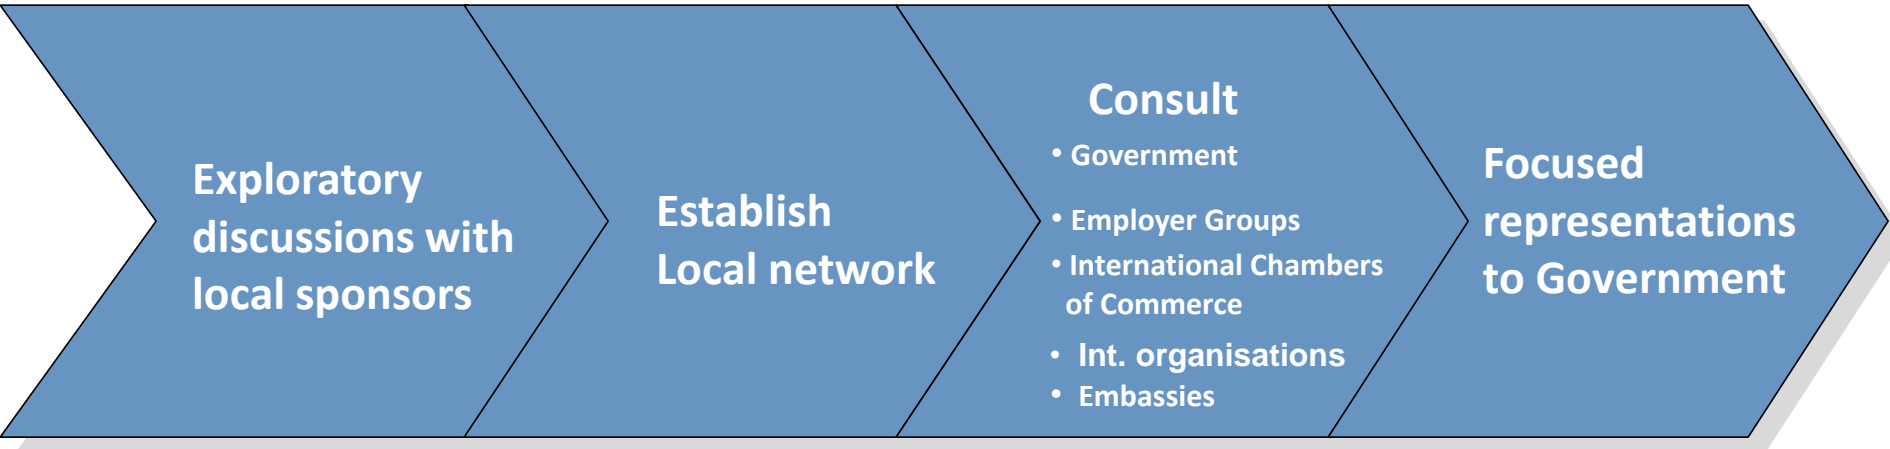 Exploratory
discussions with
local sponsors
Establish
Local network
Consult
• Government
• Employer Groups
• International Chambers
of Commerce
• Int. organisations
• Embassies
Focused
representations
to Government